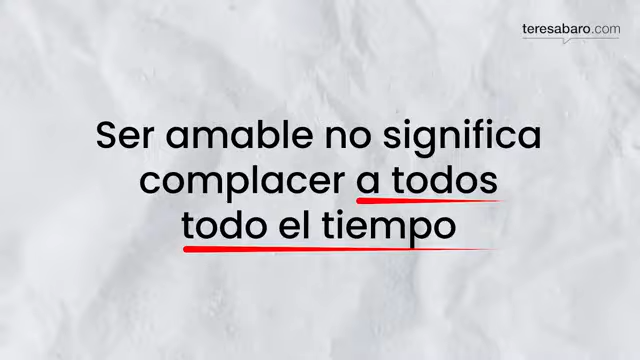 teresabaro.com
Ser amable no significa
complacer a todos
todo el tiempo